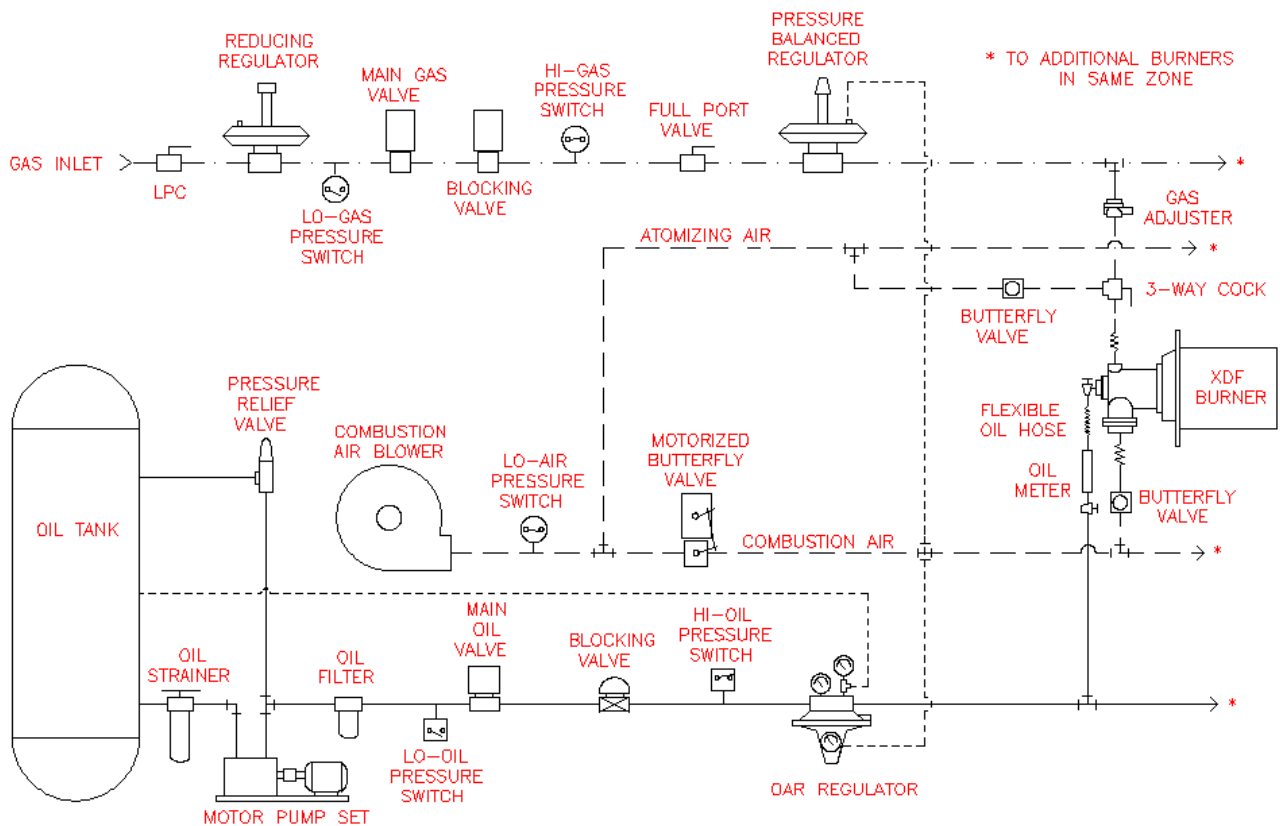 REDUCING
REGULATOR
MAIN GAS
VALVE
HI-GAS
PRESSURE
SWITCH
FULL PORT
VALVE
PRESSURE
BALANCED
REGULATOR
* TO ADDITIONAL BURNERS
IN SAME ZONE
GAS INLET
LPC
LO-GAS
PRESSURE
SWITCH
BLOCKING
VALVE
*
GAS
ADJUSTER
ATOMIZING AIR
*
BUTTERFLY
VALVE
3-WAY COCK
XDF
BURNER
PRESSURE
RELIEF
VALVE
COMBUSTION
AIR BLOWER
LO-AIR
PRESSURE
SWITCH
MOTORIZED
BUTTERFLY
VALVE
FLEXIBLE
OIL HOSE
OIL
METER
BUTTERFLY
VALVE
OIL TANK
COMBUSTION AIR
*
OIL
STRAINER
OIL
FILTER
MAIN
OIL
VALVE
BLOCKING
VALVE
HI-OIL
PRESSURE
SWITCH
*
LO-OIL
PRESSURE
SWITCH
OAR REGULATOR
MOTOR PUMP SET